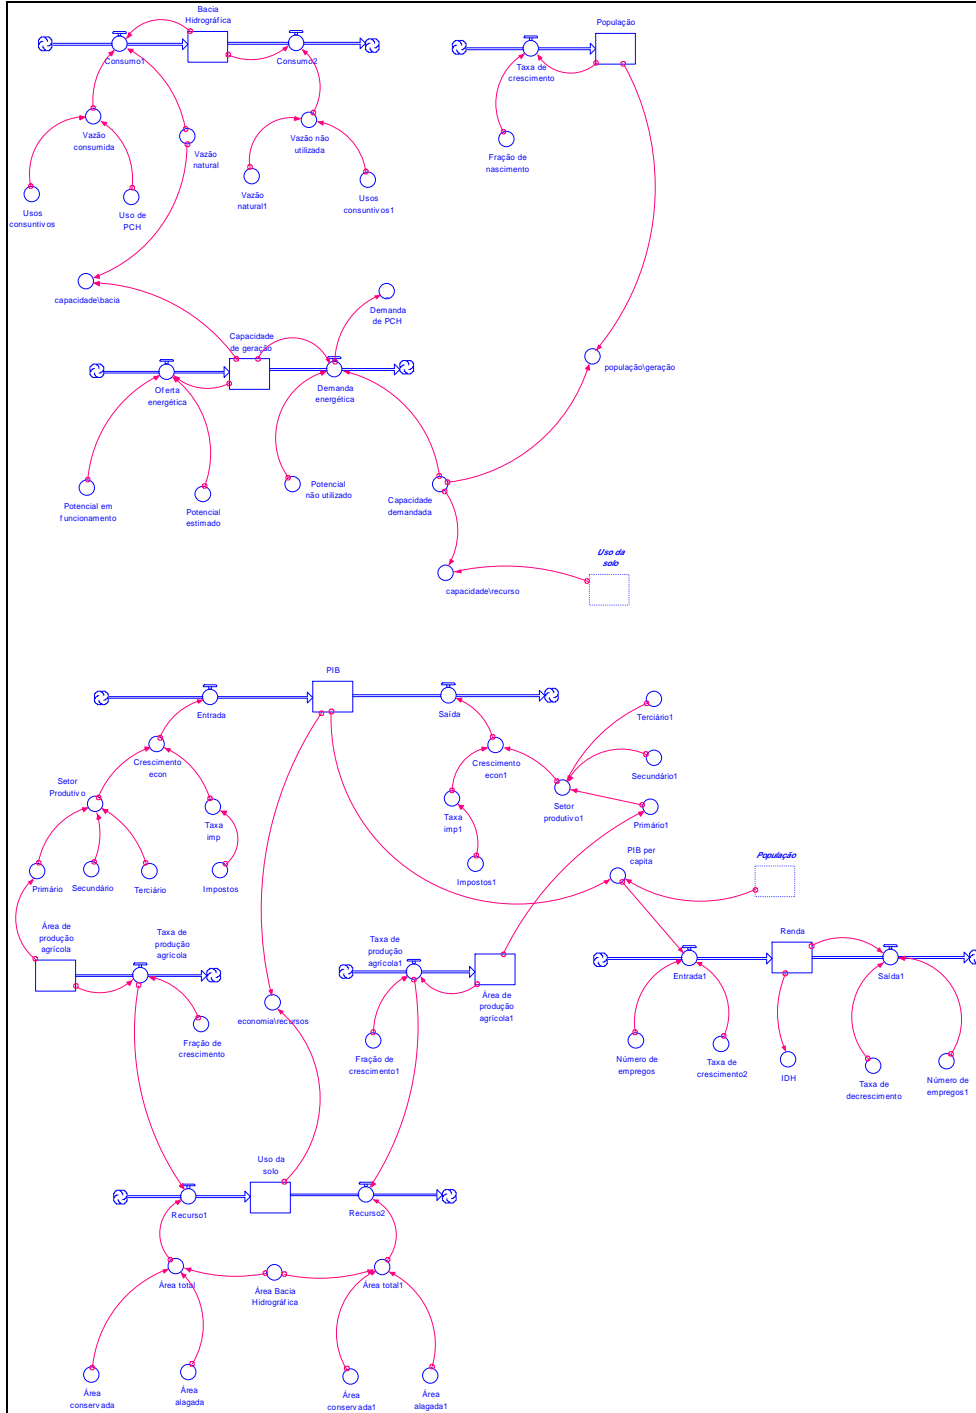 Bacia
Hidrográfica
População
Consumo1
Consumo2
Taxa de
crescimento
Vazão
consumida
Vazão
natural
Vazão não
utilizada
Fração de
nascimento
Usos
consuntivos
Uso de
PCH
Vazão
natural1
Usos
consuntivos1
capacidade\bacia
Demanda
de PCH
Capacidade
de geração
população\geração
Oferta
energética
Demanda
energética
Potencial em
funcionamento
Potencial
estimado
Potencial
não utilizado
Capacidade
demandada
Uso da
solo
capacidade\recurso
PIB
Entrada
Saída
Terciário1
Crescimento
econ
Crescimento
econ1
Secundário1
Setor
Produtivo
Taxa
imp
Taxa
imp1
Setor
produtivo1
Primário1
PIB per
capita
População
Primário
Secundário
Terciário
Impostos
Impostos1
Área de
produção
agrícola
Taxa de
produção
agrícola
Taxa de
produção
agrícola1
Área de
produção
agrícola1
Renda
Entrada1
Saída1
economia\recursos
Fração de
crescimento
Fração de
crescimento1
Número de
empregos
Taxa de
crescimento2
IDH
Taxa de
decrescimento
Número de
empregos1
Uso da
solo
Recurso1
Recurso2
Área total
Área Bacia
Hidrográfica
Área total1
Área
conservada
Área
alagada
Área
conservada1
Área
alagada1